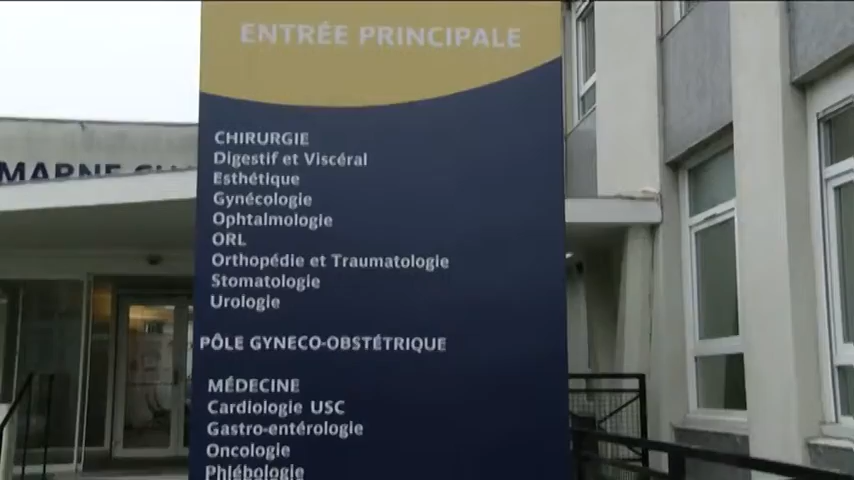 ENTRÉE PRINCIPALE
MARNE
CHIRURGIE
Digestif et Viscéral
Esthétique
Gynécologie
Ophtalmologie
ORL
Orthopédie et Traumatologie
Stomatologie
Urologie
PÔLE GYNECO-OBSTÉTRIQUE
MÉDECINE
Cardiologie USC
Gastro-entérologie
Oncologie
Phlébologie